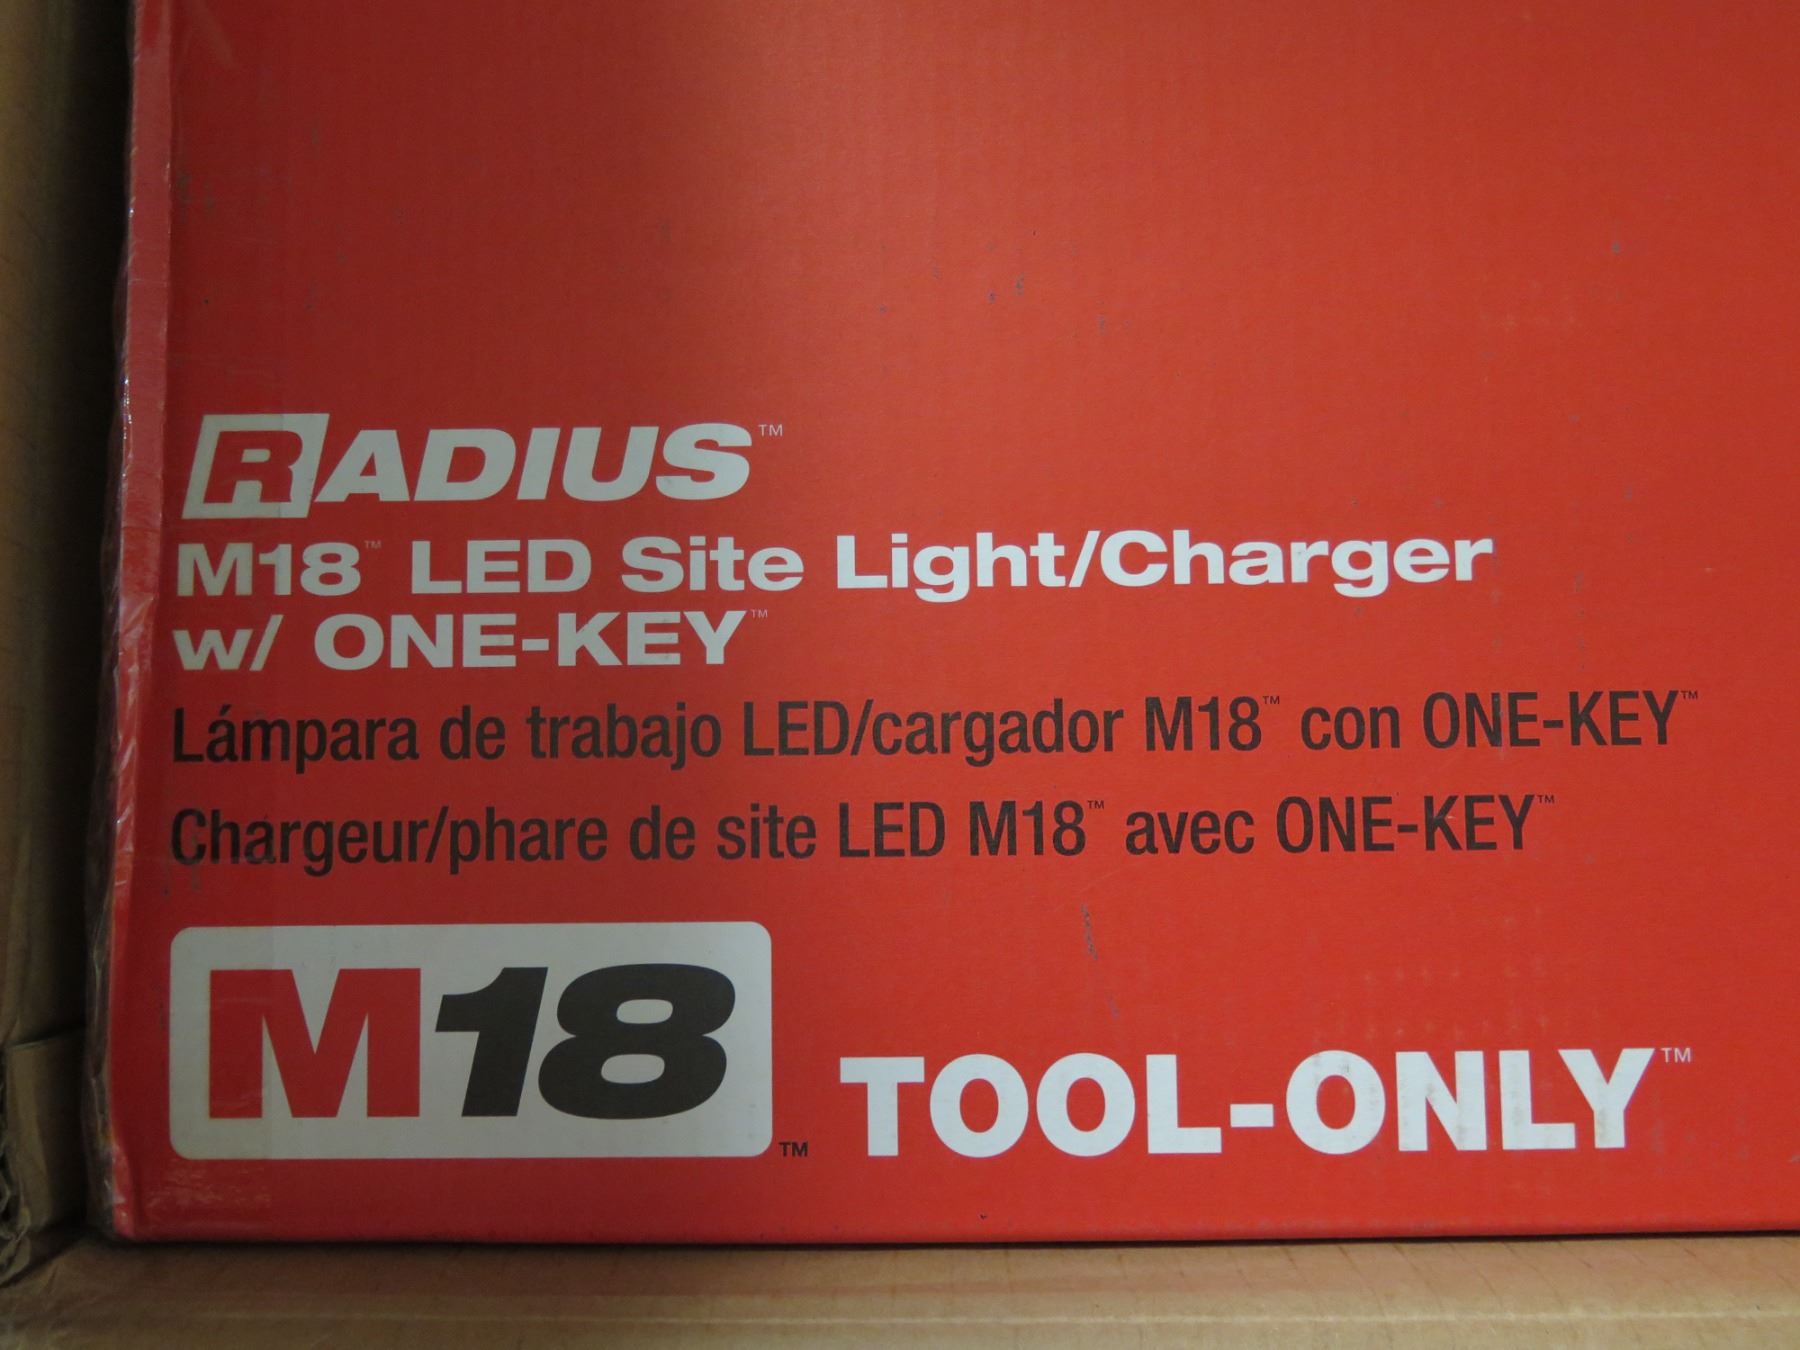 RADIUS™
M18™ LED Site Light/Charger
w/ ONE-KEY™
Lámpara de trabajo LED/cargador M18™ con ONE-KEY™
Chargeur/phare de site LED M18™ avec ONE-KEY™
M18™ TOOL-ONLY™